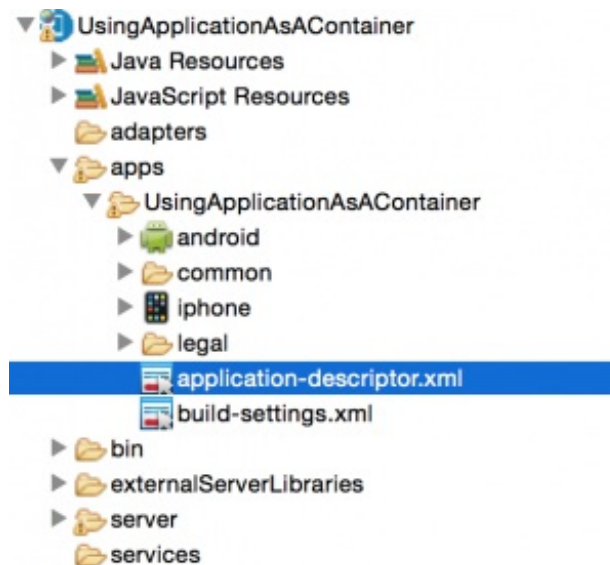 UsingApplicationAsAContainer
Java Resources
JavaScript Resources
adapters
apps
UsingApplicationAsAContainer
android
common
iphone
legal
application-descriptor.xml
build-settings.xml
bin
externalServerLibraries
server
services